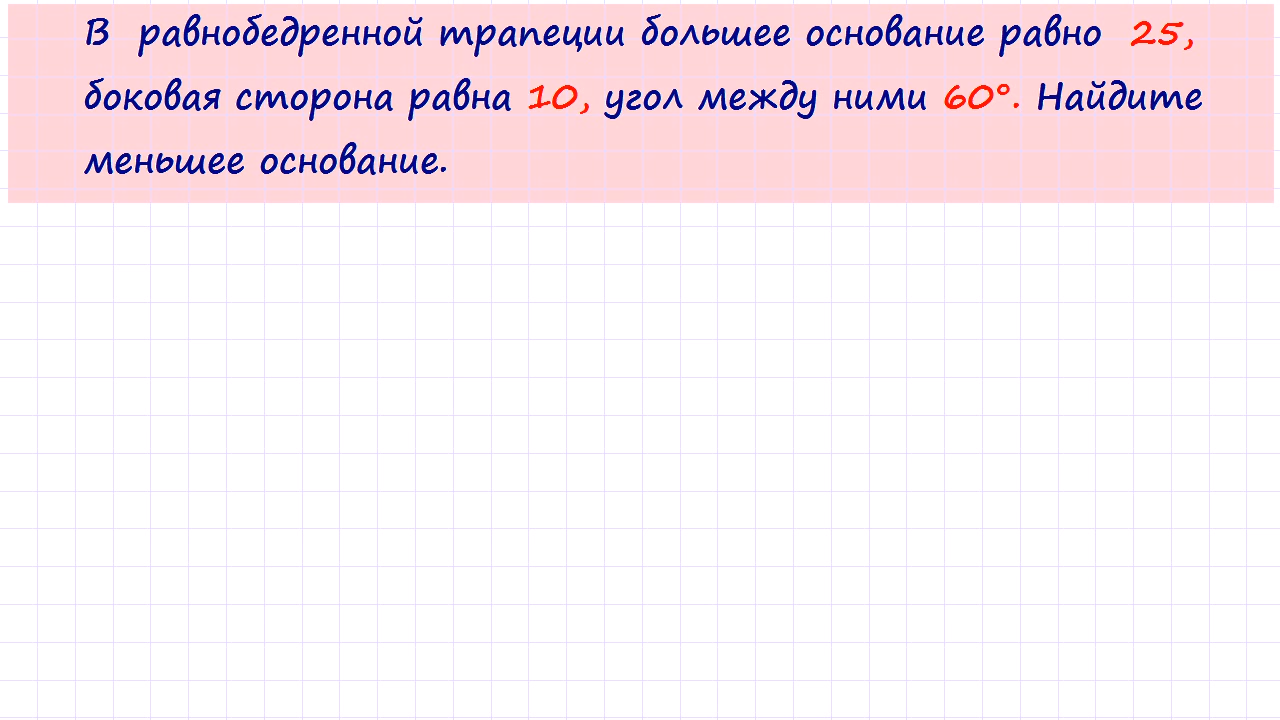 В равнобедренной трапеции большее основание равно 25,
боковая сторона равна 10, угол между ними 60°. Найдите
меньшее основание.